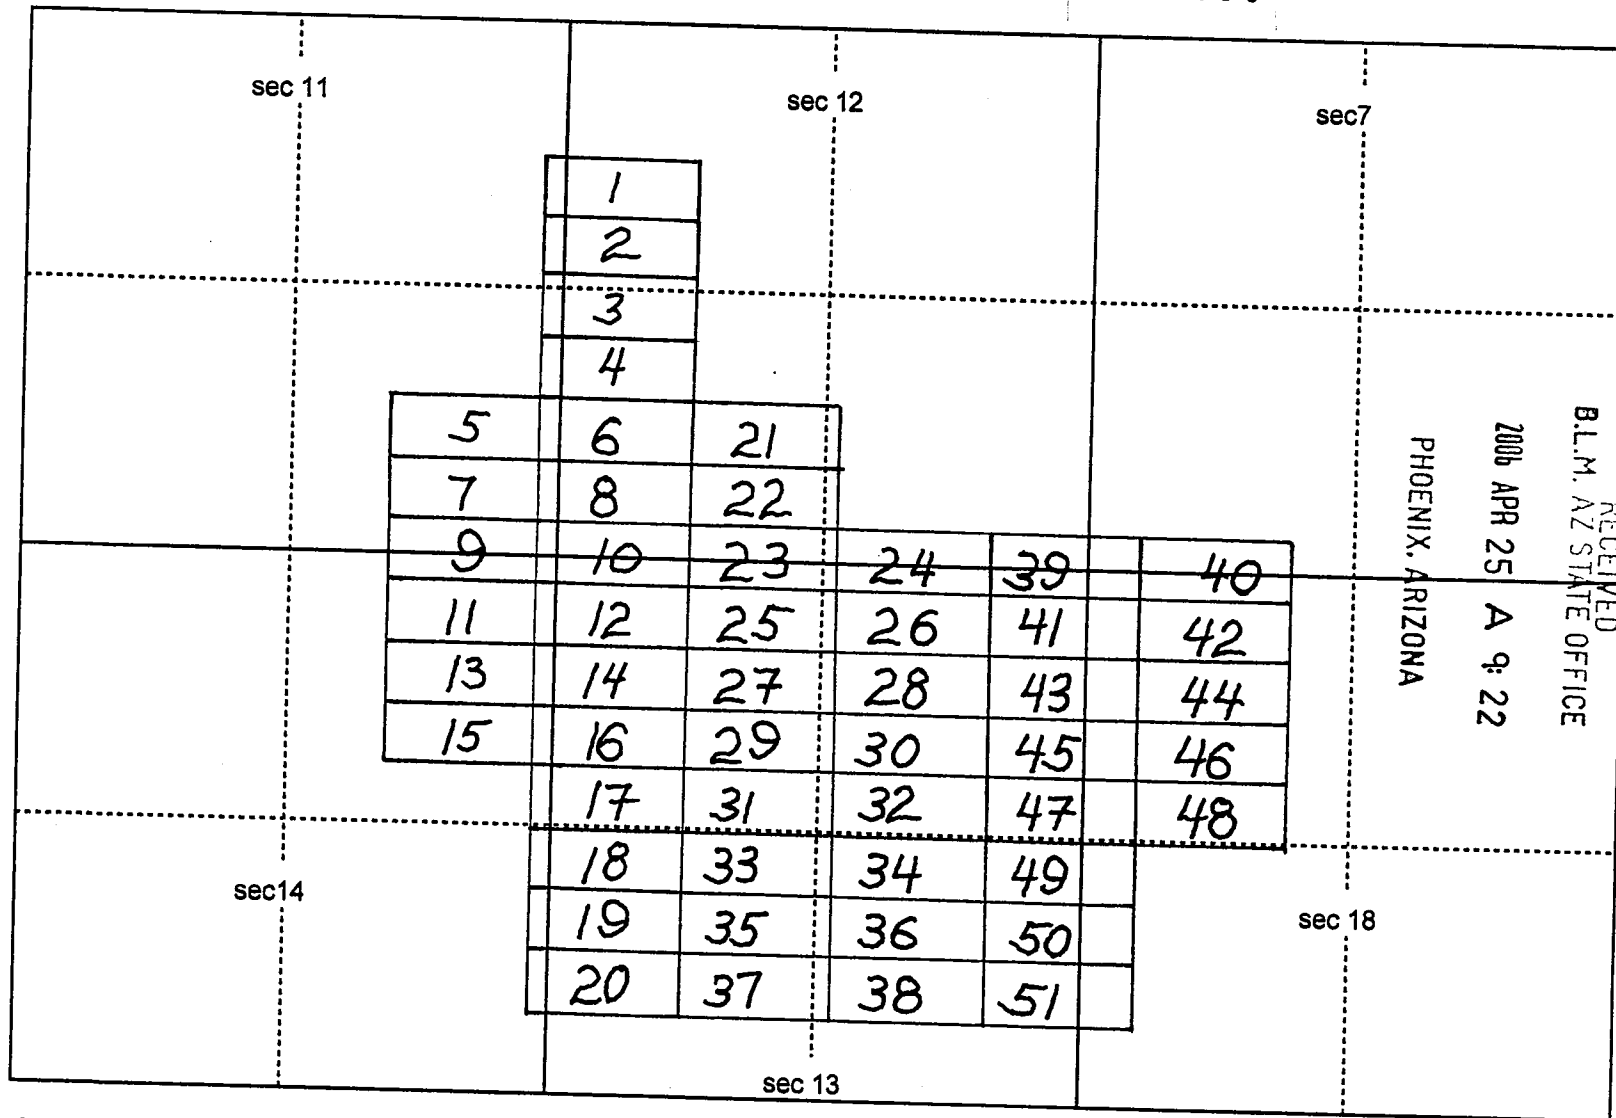 sec 11 sec 12 sec7
1
2
3
4
5 6 21
7 8 22
9 10 23 24 39 40
11 12 25 26 41 42
13 14 27 28 43 44
15 16 29 30 45 46
17 31 32 47 48
18 33 34 49
sec14 sec 18
19 35 36 50
20 37 38 51
sec 13
RECEIVED
B.L.M. AZ STATE OFFICE
2006 APR 25 A 9: 22
PHOENIX, ARIZONA